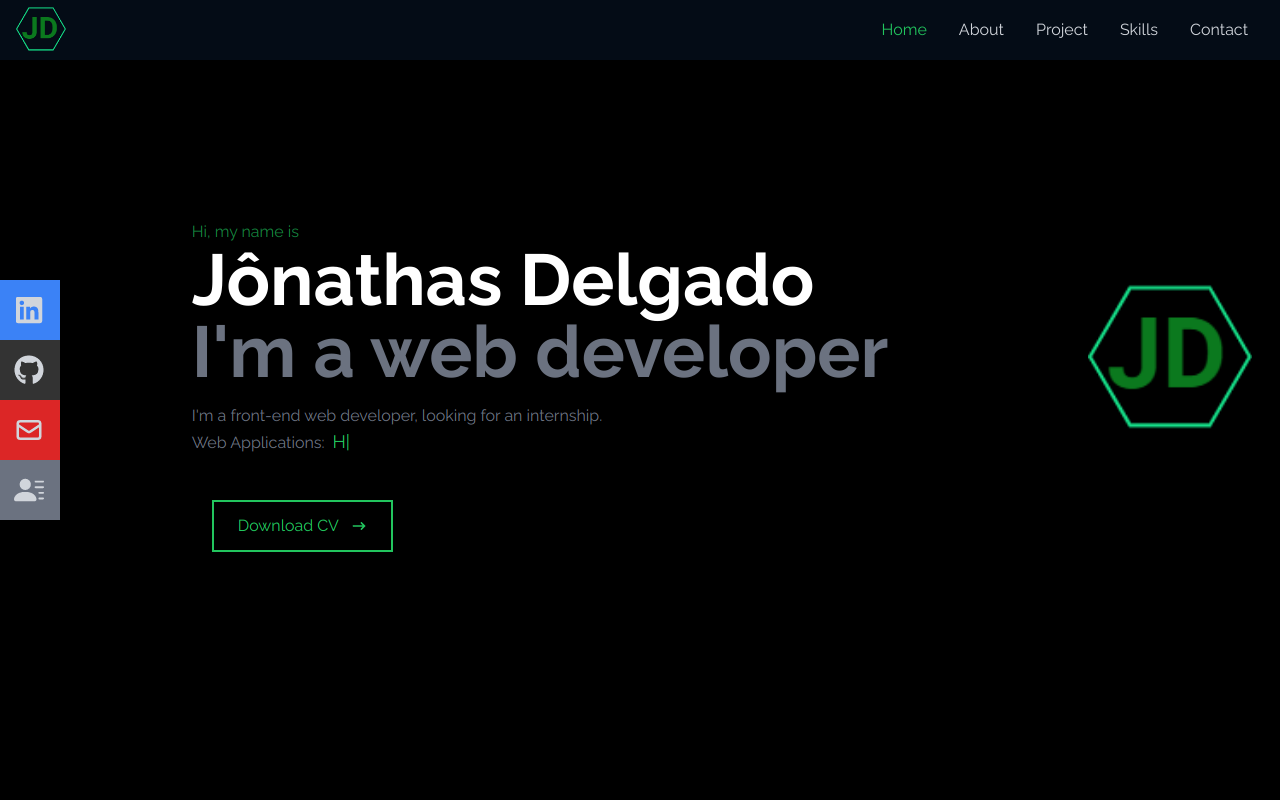 JD
Home About Project Skills Contact
Hi, my name is
Jônathas Delgado
I'm a web developer
JD
I'm a front-end web developer, looking for an internship.
Web Applications: H|
Download CV →
in